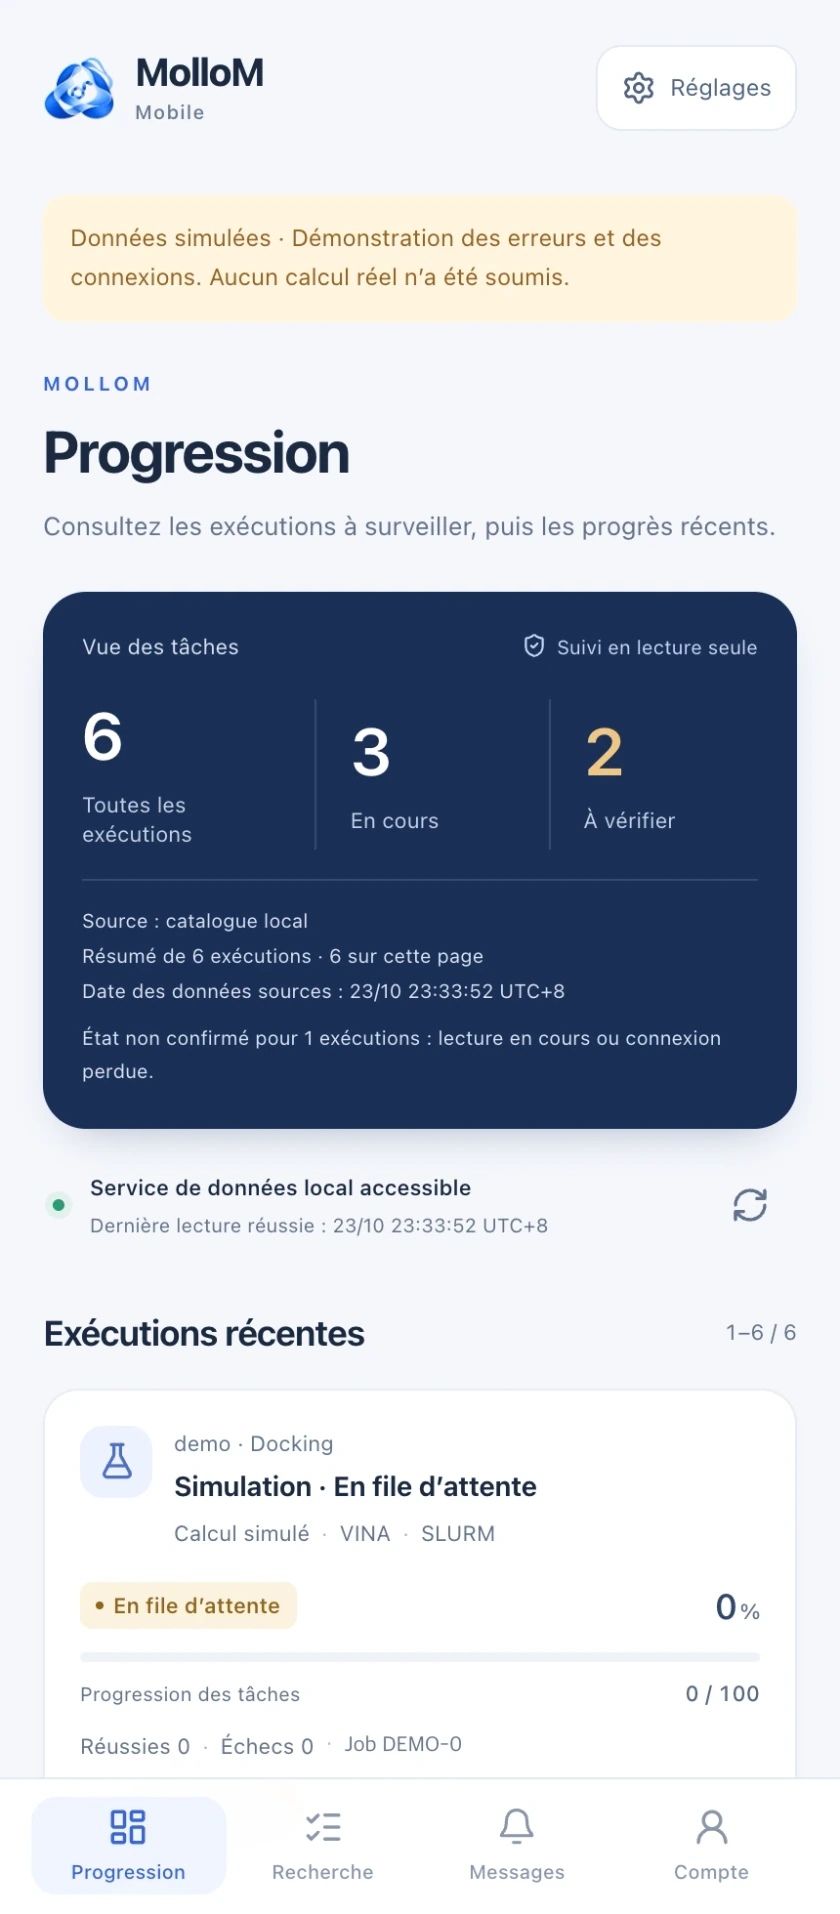 MolloM
Mobile
Réglages
Données simulées · Démonstration des erreurs et des
connexions. Aucun calcul réel n’a été soumis.
MOLLOM
Progression
Consultez les exécutions à surveiller, puis les progrès récents.
Vue des tâches
Suivi en lecture seule
6
Toutes les
exécutions
3
En cours
2
À vérifier
Source : catalogue local
Résumé de 6 exécutions · 6 sur cette page
Date des données sources : 23/10 23:33:52 UTC+8
État non confirmé pour 1 exécutions : lecture en cours ou connexion
perdue.
Service de données local accessible
Dernière lecture réussie : 23/10 23:33:52 UTC+8
Exécutions récentes
1–6 / 6
demo · Docking
Simulation · En file d’attente
Calcul simulé · VINA · SLURM
• En file d’attente
0 %
Progression des tâches
0 / 100
Réussies 0 · Échecs 0 · Job DEMO-0
Progression
Recherche
Messages
Compte